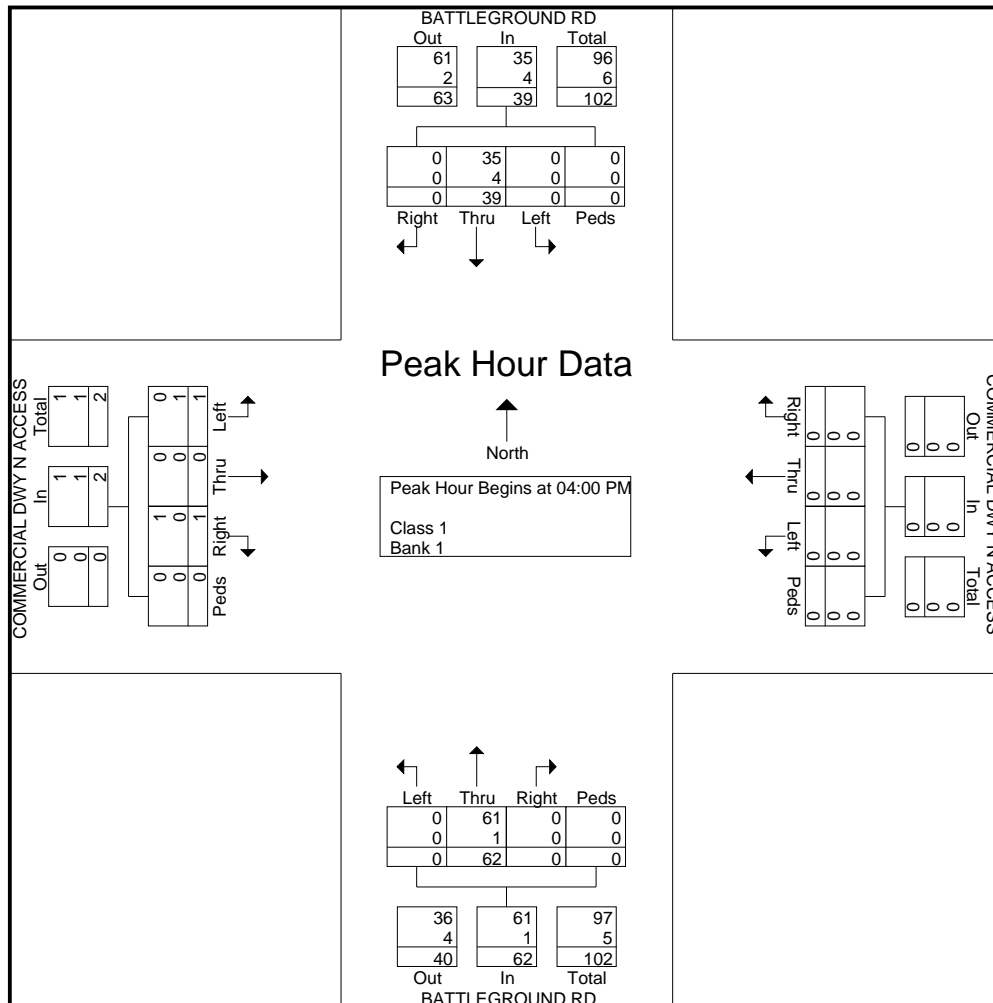 BATTLEGROUND RD
Out In Total
61 35 96
2 4 6
63 39 102
0 35 0 0
0 4 0 0
0 39 0 0
Right Thru Left Peds
COMMERCIAL DWY N ACCESS
Total In Out
1 1 0
1 1 0
2 2 0
0 0 1 0
1 0 0 0
1 0 1 0
Left Thru Right Peds
Peak Hour Data
North
Peak Hour Begins at 04:00 PM
Class 1
Bank 1
Right Thru Left Peds
0 0 0 0
0 0 0 0
0 0 0 0
Out In Total
0 0 0
0 0 0
0 0 0
COMMERCIAL DWY N ACCESS
Left Thru Right Peds
0 61 0 0
0 1 0 0
0 62 0 0
36 61 97
4 1 5
40 62 102
Out In Total
BATTLEGROUND RD